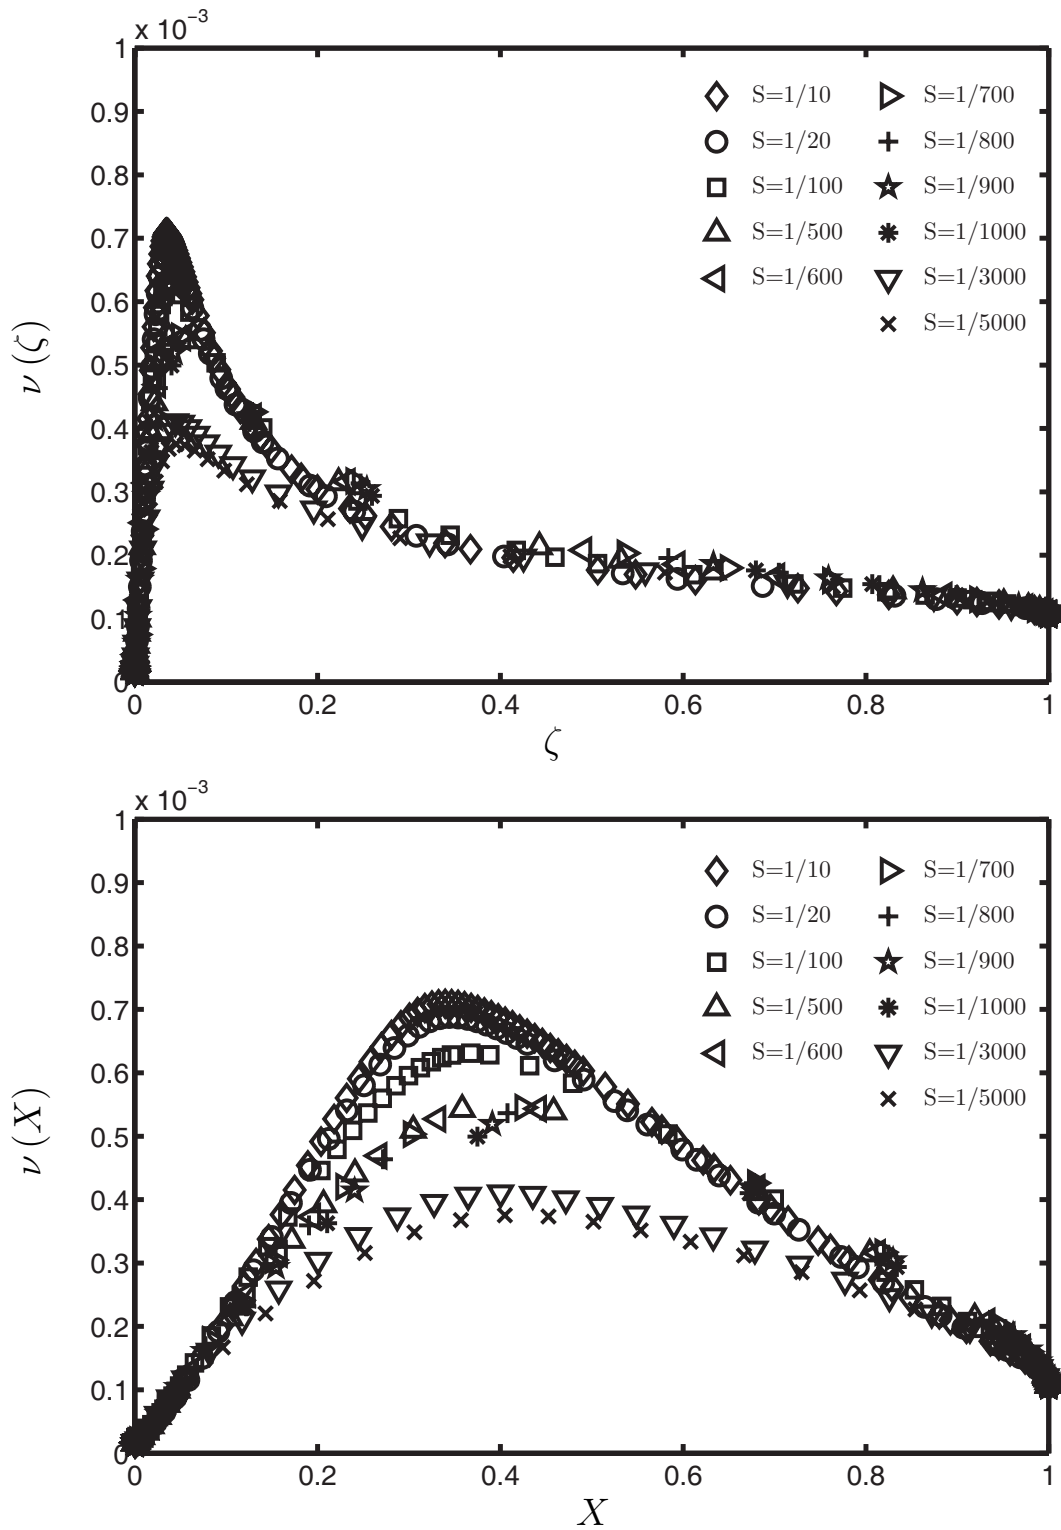 x 10⁻³
1
0.9
0.8
0.7
0.6
0.5
0.4
0.3
0.2
0.1
0
ν (ζ)
S=1/10
S=1/20
S=1/100
S=1/500
S=1/600
S=1/700
S=1/800
S=1/900
S=1/1000
S=1/3000
S=1/5000
0 0.2 0.4 0.6 0.8 1
ζ
x 10⁻³
1
0.9
0.8
0.7
0.6
0.5
0.4
0.3
0.2
0.1
0
ν (X)
S=1/10
S=1/20
S=1/100
S=1/500
S=1/600
S=1/700
S=1/800
S=1/900
S=1/1000
S=1/3000
S=1/5000
0 0.2 0.4 0.6 0.8 1
X